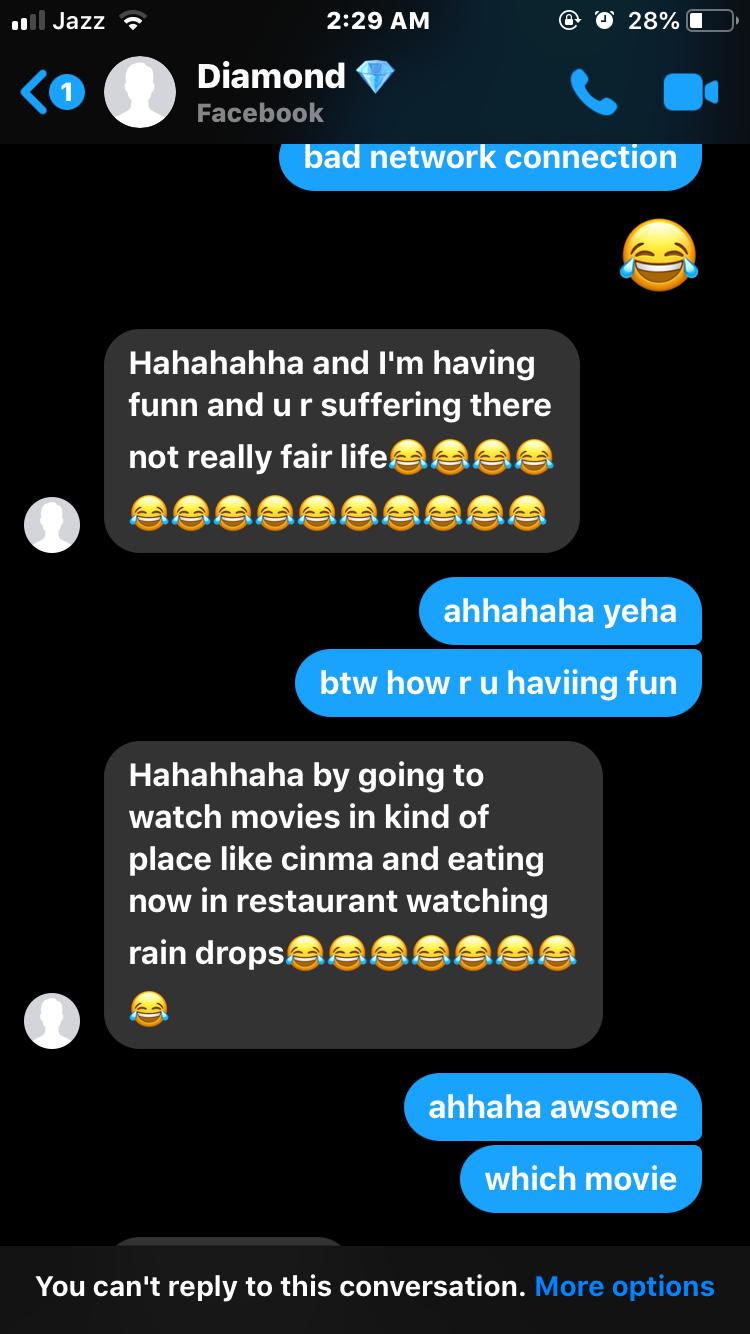 Jazz 2:29 AM 28%
1 Diamond 💎
Facebook
bad network connection
😂
Hahahahha and I'm having
funn and u r suffering there
not really fair life😂😂😂😂
😂😂😂😂😂😂😂😂😂😂
ahhahaha yeha
btw how r u haviing fun
Hahahhaha by going to
watch movies in kind of
place like cinma and eating
now in restaurant watching
rain drops😂😂😂😂😂😂😂
😂
ahhaha awsome
which movie
You can't reply to this conversation. More options